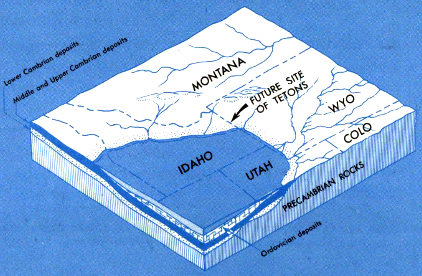 Lower Cambrian deposits
Middle and Upper Cambrian deposits
MONTANA
FUTURE SITE
OF TETONS
WYO
COLO
IDAHO
UTAH
PRECAMBRIAN ROCKS
Ordovician deposits